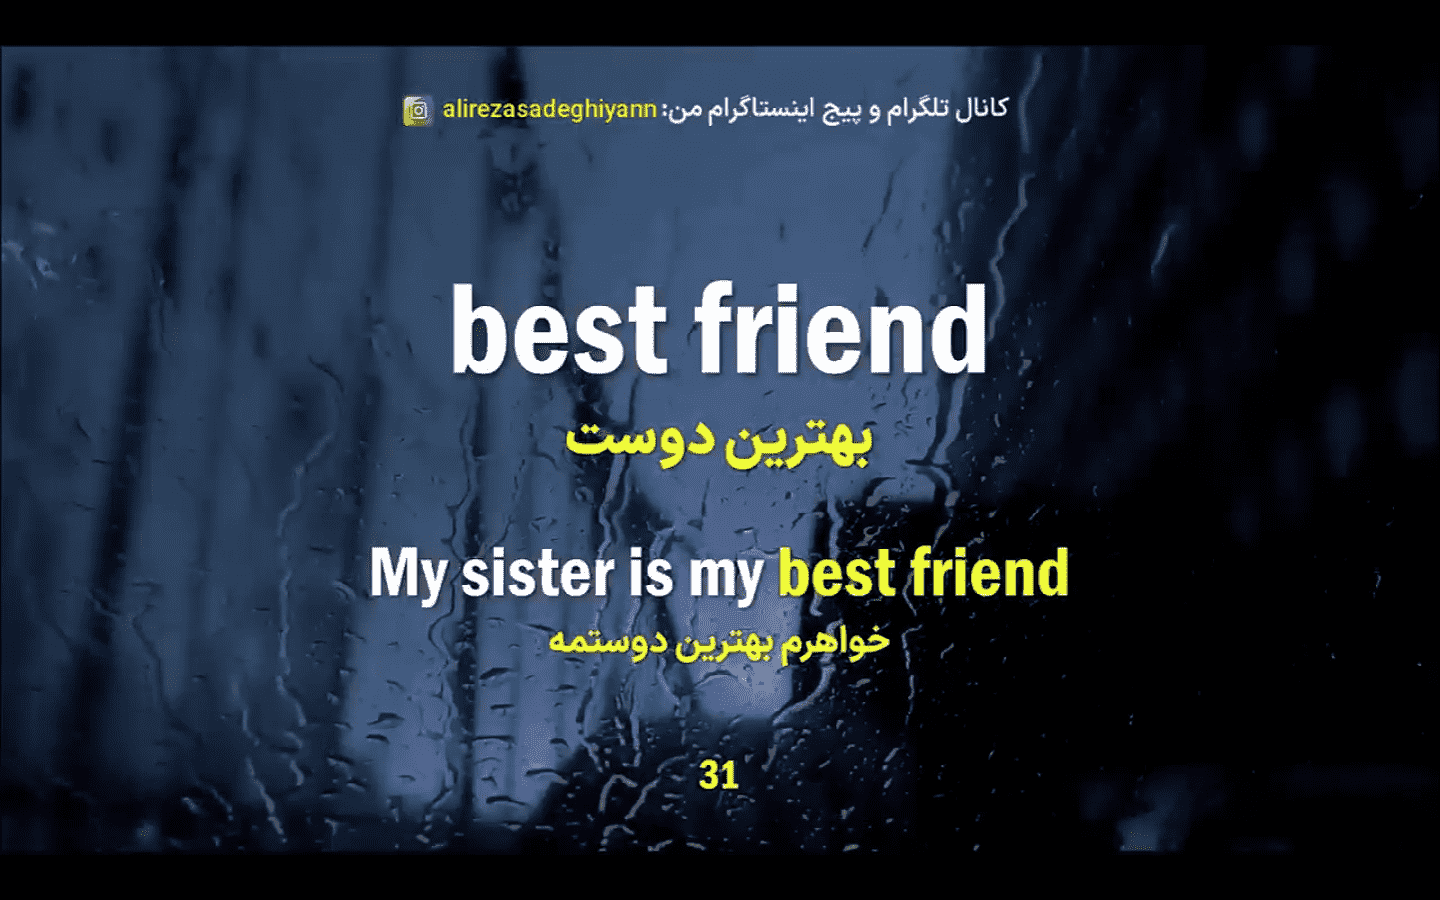 کانال تلگرام و پیج اینستاگرام من: alirezasadeghiyann
best friend
بهترین دوست
My sister is my best friend
خواهرم بهترین دوستمه
31